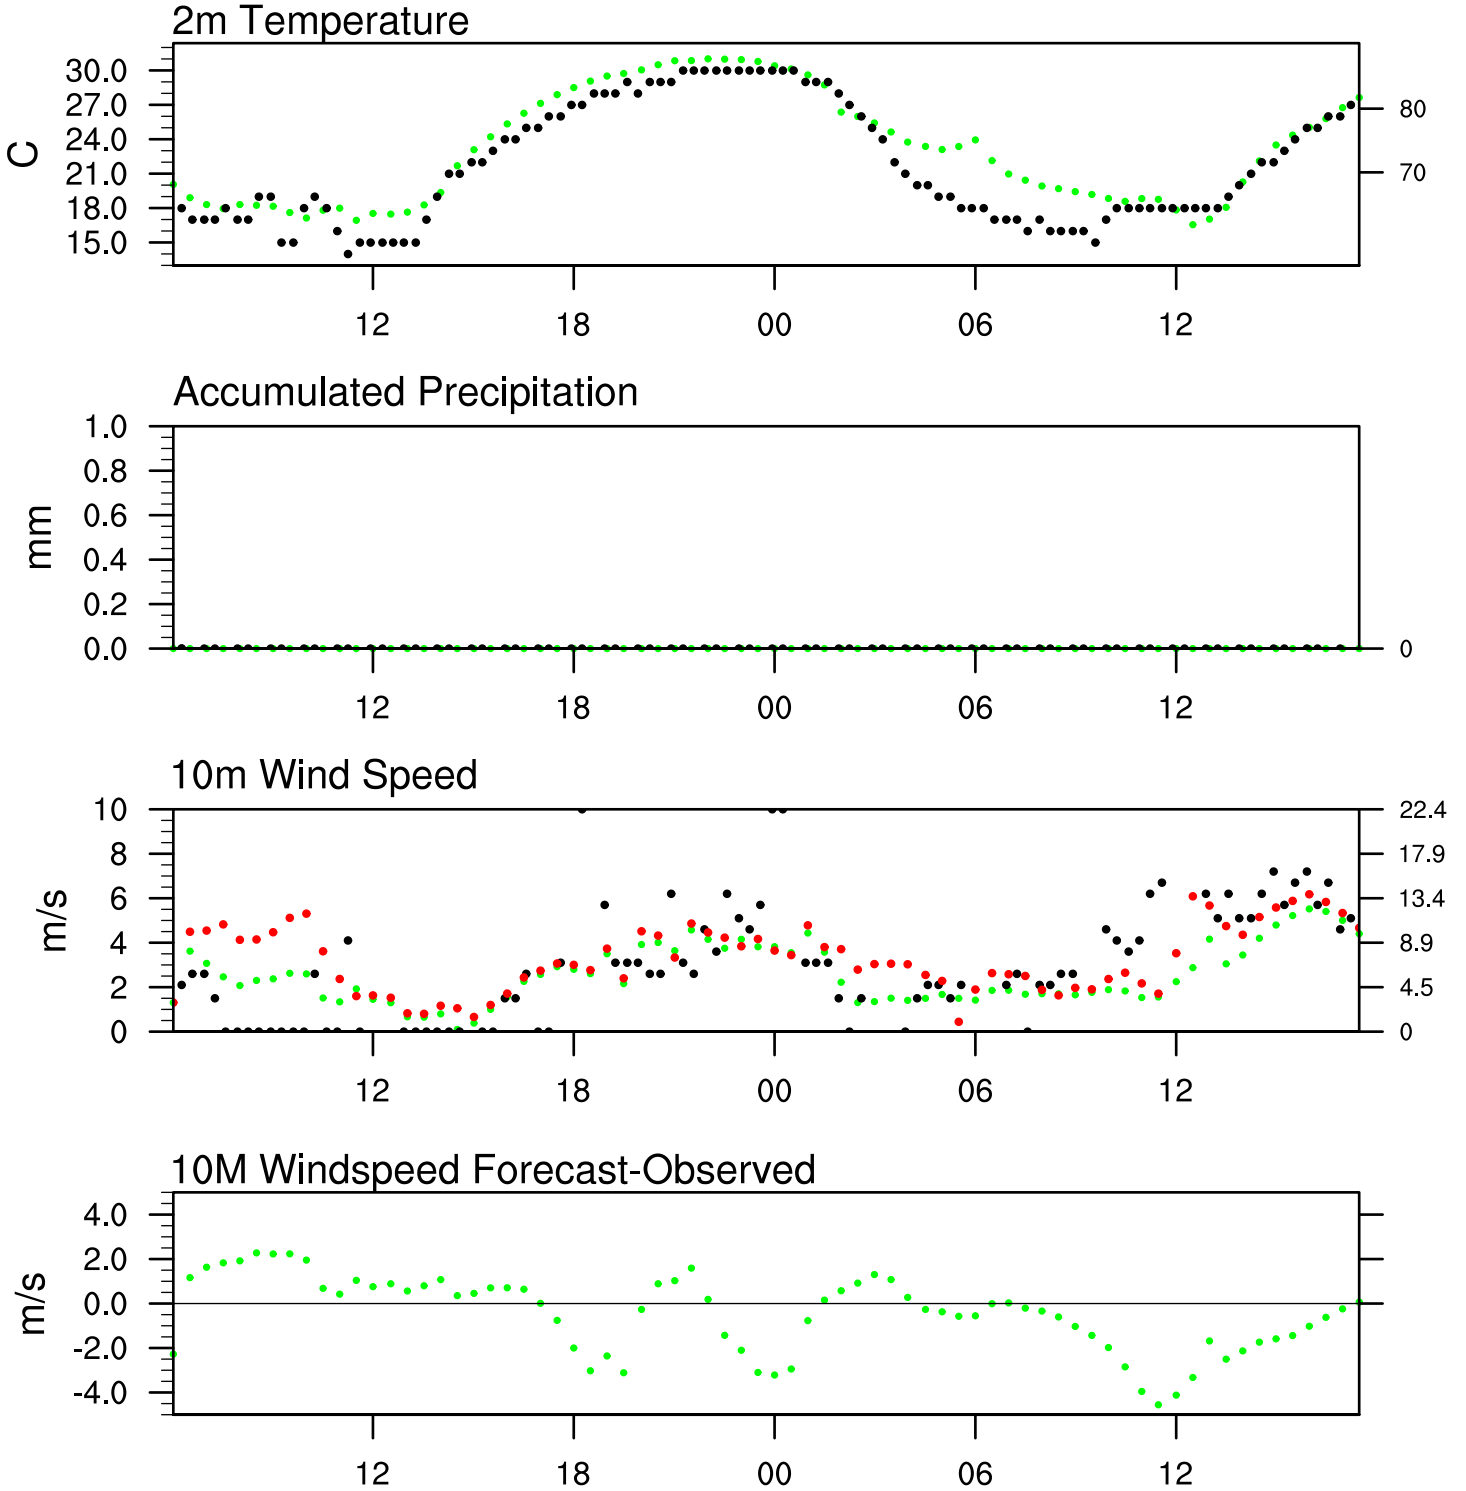 2m Temperature
30.0
27.0
24.0
21.0
18.0
15.0
C
80
70
12 18 00 06 12
Accumulated Precipitation
1.0
0.8
0.6
0.4
0.2
0.0
mm
0
12 18 00 06 12
10m Wind Speed
10
8
6
4
2
0
m/s
22.4
17.9
13.4
8.9
4.5
0
12 18 00 06 12
10M Windspeed Forecast-Observed
4.0
2.0
0.0
-2.0
-4.0
m/s
12 18 00 06 12